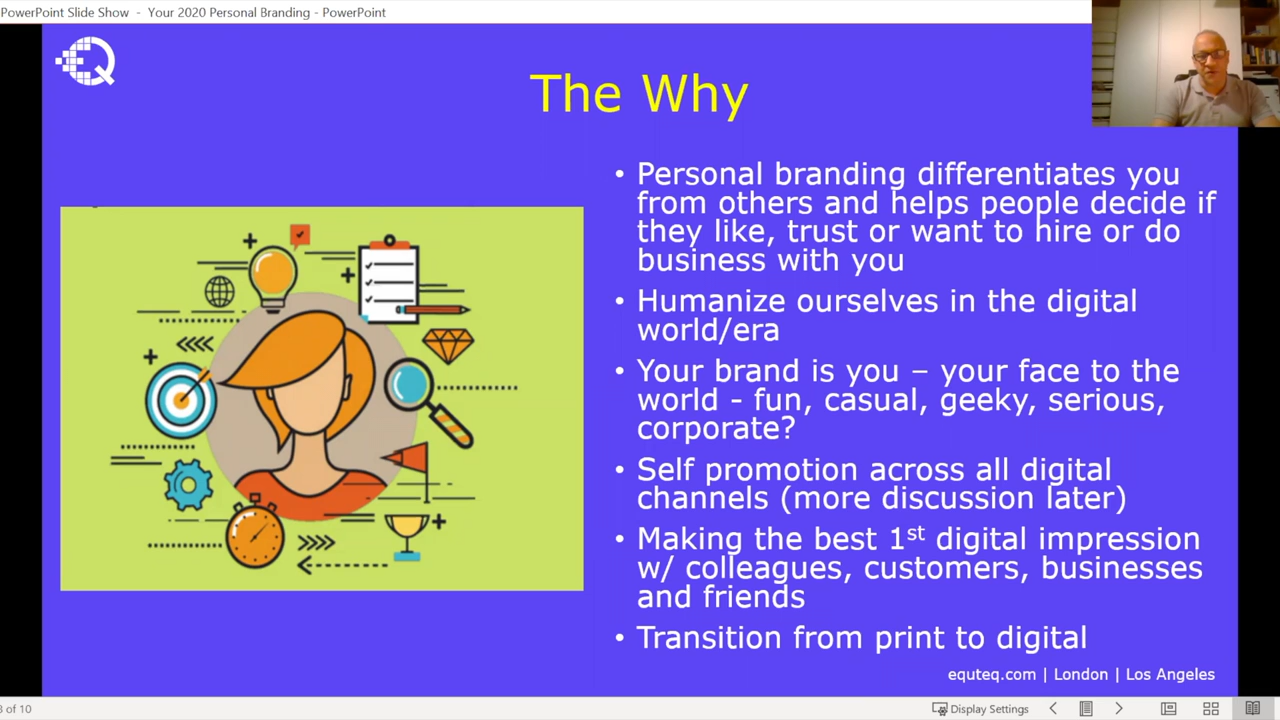 PowerPoint Slide Show - Your 2020 Personal Branding - PowerPoint
The Why
• Personal branding differentiates you
from others and helps people decide if
they like, trust or want to hire or do
business with you
• Humanize ourselves in the digital
world/era
• Your brand is you – your face to the
world - fun, casual, geeky, serious,
corporate?
• Self promotion across all digital
channels (more discussion later)
• Making the best 1st digital impression
w/ colleagues, customers, businesses
and friends
• Transition from print to digital
equteq.com | London | Los Angeles
of 10
Display Settings